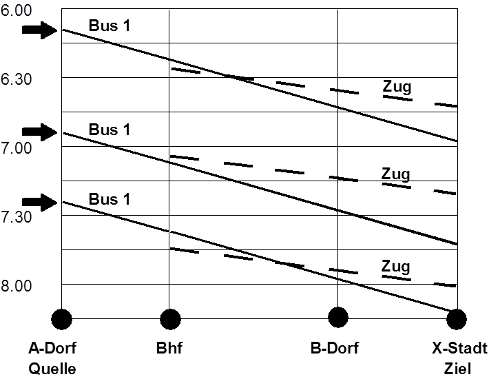 6.00
Bus 1
6.30
Zug
7.00
Bus 1
Zug
Bus 1
7.30
Zug
8.00
A-Dorf Bhf B-Dorf X-Stadt
Quelle Ziel